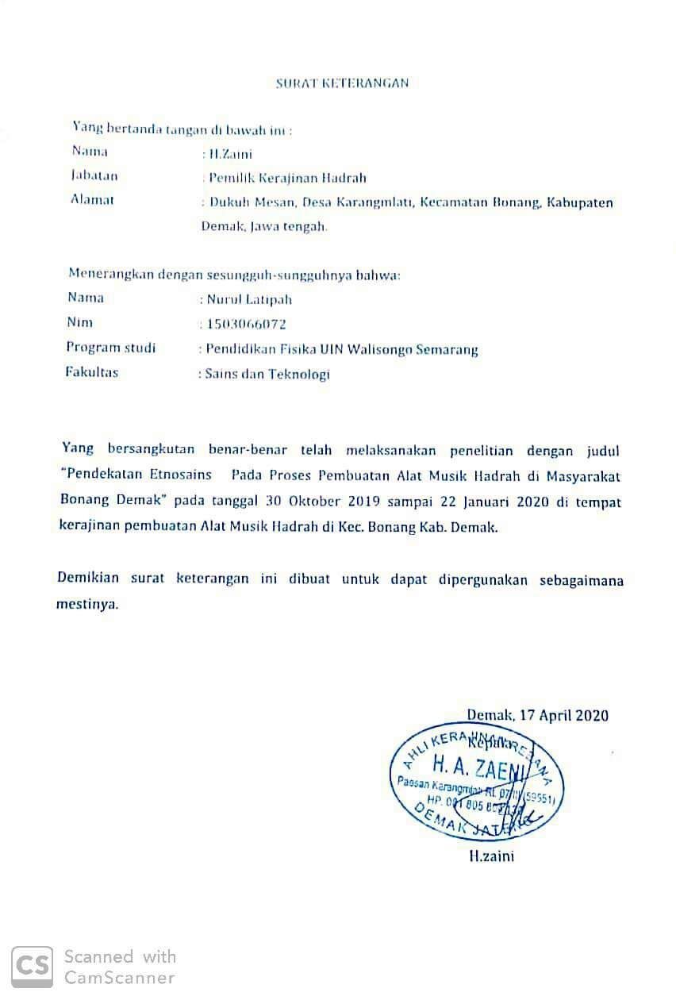 SURAT KETERANGAN
Yang bertanda tangan di bawah ini :
Nama : H.Zaini
Jabatan : Pemilik Kerajinan Hadrah
Alamat : Dukuh Mesan, Desa Karangmlati, Kecamatan Bonang, Kabupaten
Demak, Jawa tengah.
Menerangkan dengan sesungguh-sungguhnya bahwa:
Nama : Nurul Latipah
Nim : 1503066072
Program studi : Pendidikan Fisika UIN Walisongo Semarang
Fakultas : Sains dan Teknologi
Yang bersangkutan benar-benar telah melaksanakan penelitian dengan judul
"Pendekatan Etnosains Pada Proses Pembuatan Alat Musik Hadrah di Masyarakat
Bonang Demak" pada tanggal 30 Oktober 2019 sampai 22 Januari 2020 di tempat
kerajinan pembuatan Alat Musik Hadrah di Kec. Bonang Kab. Demak.
Demikian surat keterangan ini dibuat untuk dapat dipergunakan sebagaimana
mestinya.
Demak, 17 April 2020
Kepala
AHLI KERAJINAN REBANA
H. A. ZAENI
Paesan Karangmlati Rt. (59551)
HP. 805
DEMAK JATENG
H.zaini
CS Scanned with
CamScanner